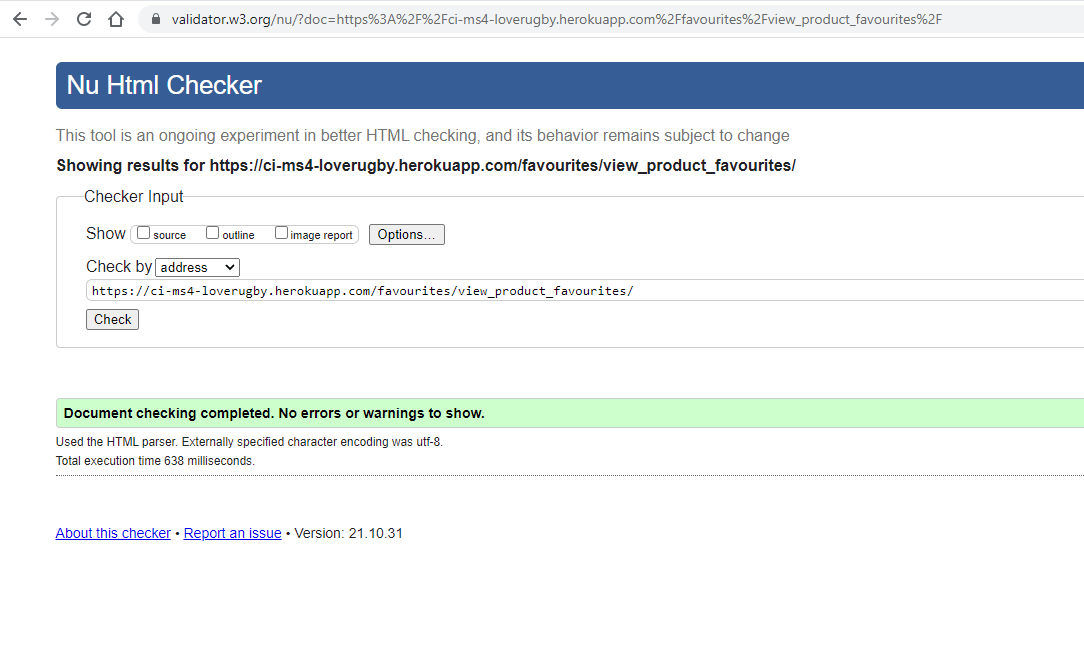 validator.w3.org/nu/?doc=https%3A%2F%2Fci-ms4-loverugby.herokuapp.com%2Ffavourites%2Fview_product_favourites%2F
Nu Html Checker
This tool is an ongoing experiment in better HTML checking, and its behavior remains subject to change
Showing results for https://ci-ms4-loverugby.herokuapp.com/favourites/view_product_favourites/
Checker Input
Show source outline image report Options...
Check by address
https://ci-ms4-loverugby.herokuapp.com/favourites/view_product_favourites/
Check
Document checking completed. No errors or warnings to show.
Used the HTML parser. Externally specified character encoding was utf-8.
Total execution time 638 milliseconds.
About this checker • Report an issue • Version: 21.10.31